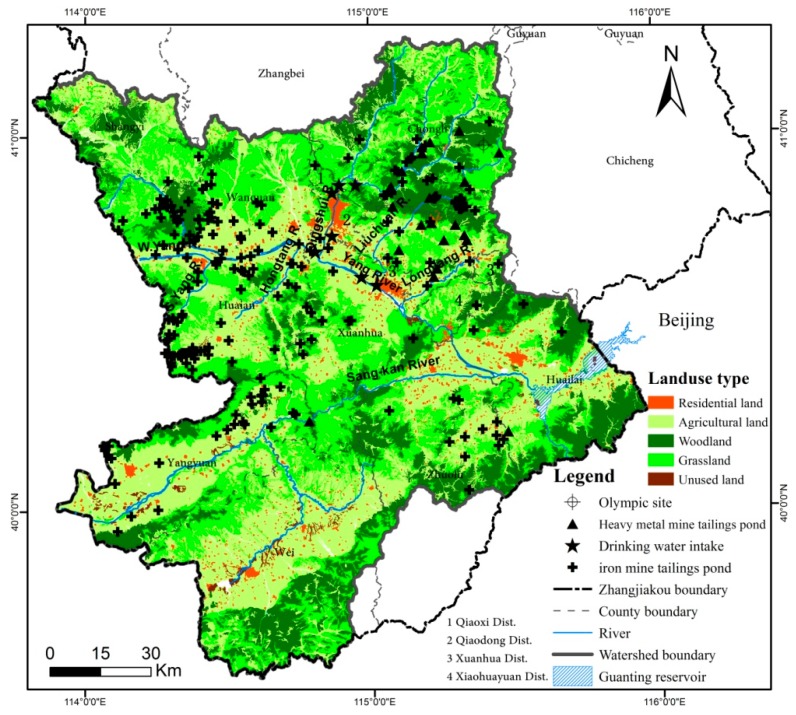 114°0'0"E
115°0'0"E
116°0'0"E
Guyuan
Guyuan
N
Zhangbei
41°0'0"N
41°0'0"N
Chongli
Chicheng
Wanquan
Qingshui R.
Liuchuan R.
2
W.Yang R.
Yang River
Longyang R.
3
4
Huaian
Xuanhua
Beijing
Sang-kan River
Huailai
Landuse type
Residential land
Agricultural land
Woodland
Grassland
Unused land
Yangyuan
Zhuolu
Wei
Legend
Olympic site
Heavy metal mine tailings pond
Drinking water intake
iron mine tailings pond
Zhangjiakou boundary
County boundary
River
Watershed boundary
Guanting reservoir
40°0'0"N
40°0'0"N
1 Qiaoxi Dist.
2 Qiaodong Dist.
3 Xuanhua Dist.
4 Xiaohuayuan Dist.
0 15 30
Km
114°0'0"E
115°0'0"E
116°0'0"E